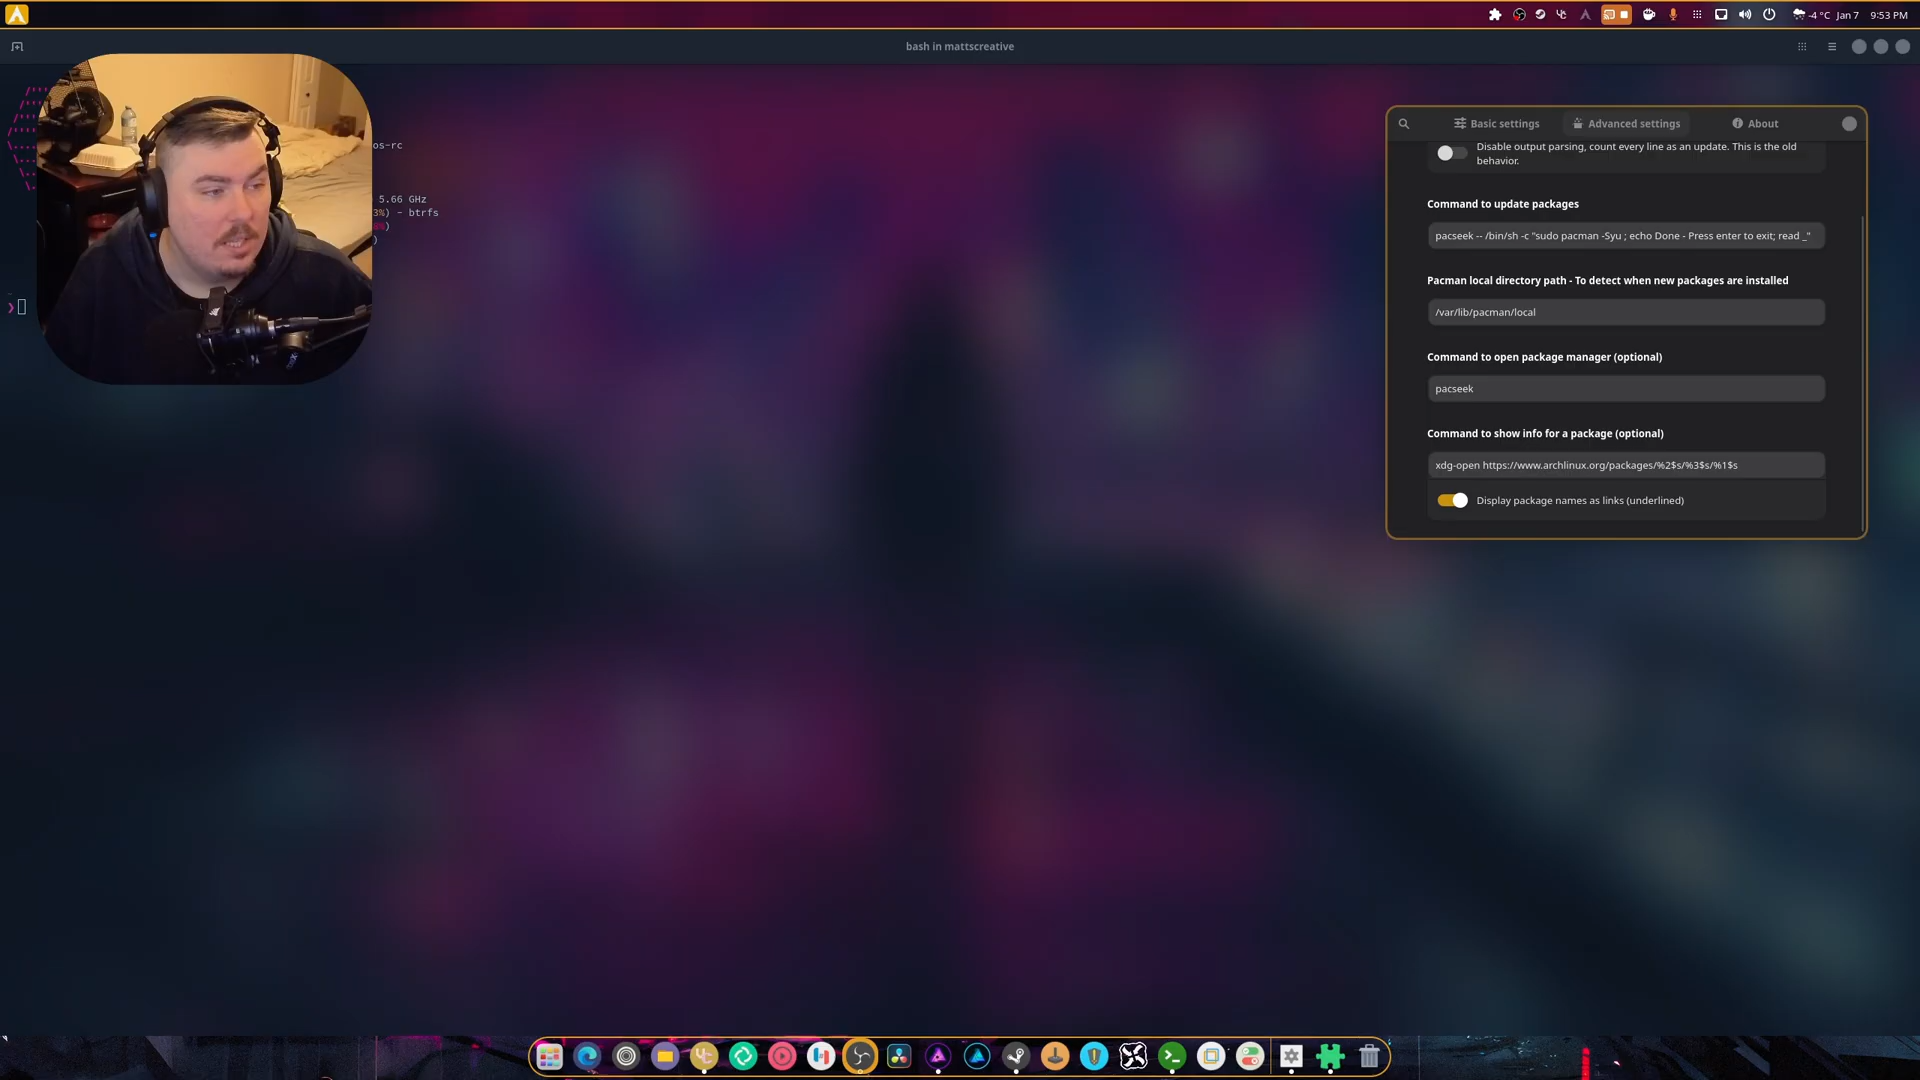 -4 °C Jan 7 9:53 PM
bash in mattscreative
os-rc
5.66 GHz
3%) - btrfs
%)
)
❯
Basic settings Advanced settings About
Disable output parsing, count every line as an update. This is the old
behavior.
Command to update packages
pacseek -- /bin/sh -c "sudo pacman -Syu ; echo Done - Press enter to exit; read _"
Pacman local directory path - To detect when new packages are installed
/var/lib/pacman/local
Command to open package manager (optional)
pacseek
Command to show info for a package (optional)
xdg-open https://www.archlinux.org/packages/%2$s/%3$s/%1$s
Display package names as links (underlined)